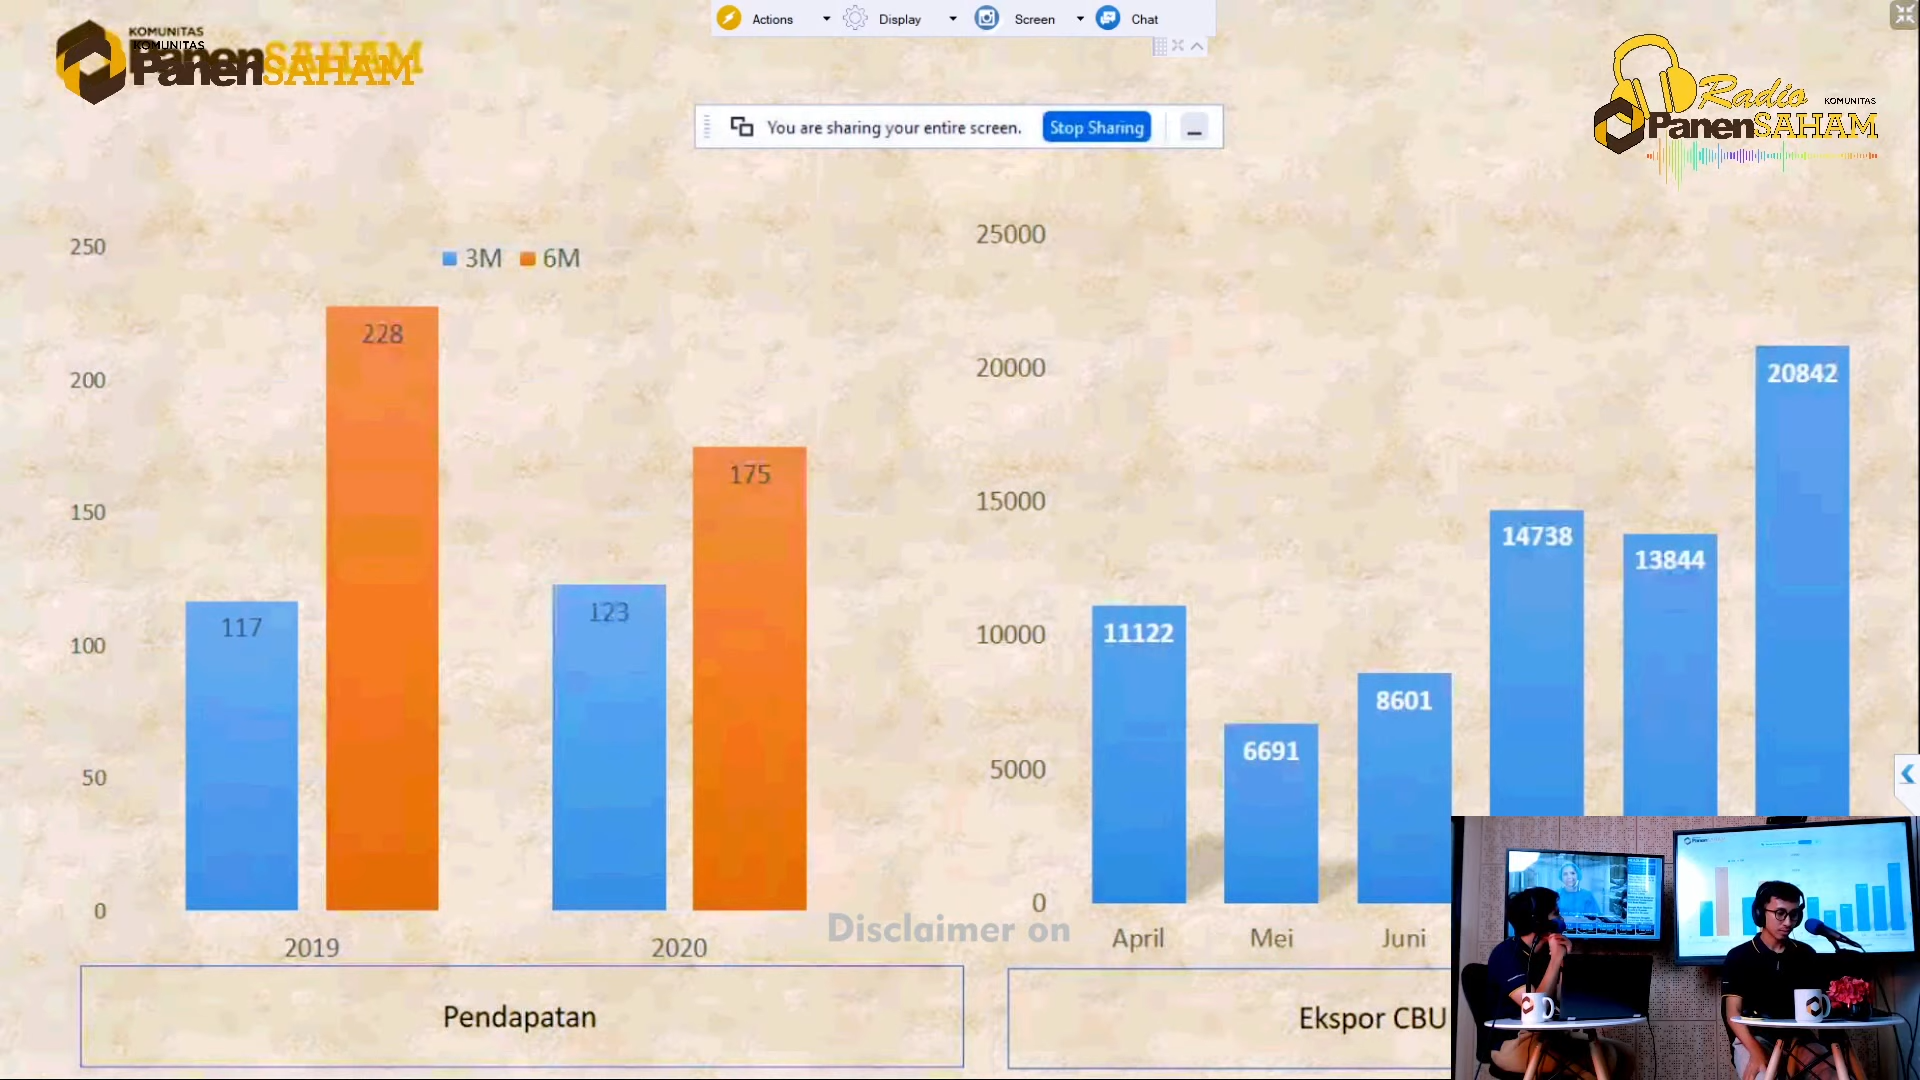 Actions
Display
Screen
Chat
KOMUNITAS
KOMUNITAS
PanenSAHAM
PanenSAHAM
Radio
KOMUNITAS
PanenSAHAM
You are sharing your entire screen.
Stop Sharing
3M 6M
250
200
150
100
50
0
228
175
117
123
2019
2020
Pendapatan
25000
20000
15000
10000
5000
0
11122
6691
8601
14738
13844
20842
April
Mei
Juni
Ekspor CBU
Disclaimer on